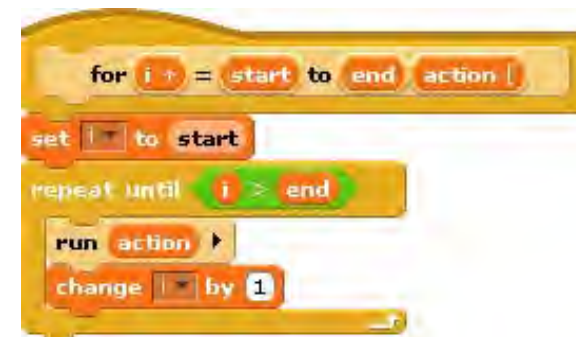 for i ↑ = start to end action λ
set i to start
repeat until i > end
run action
change i by 1